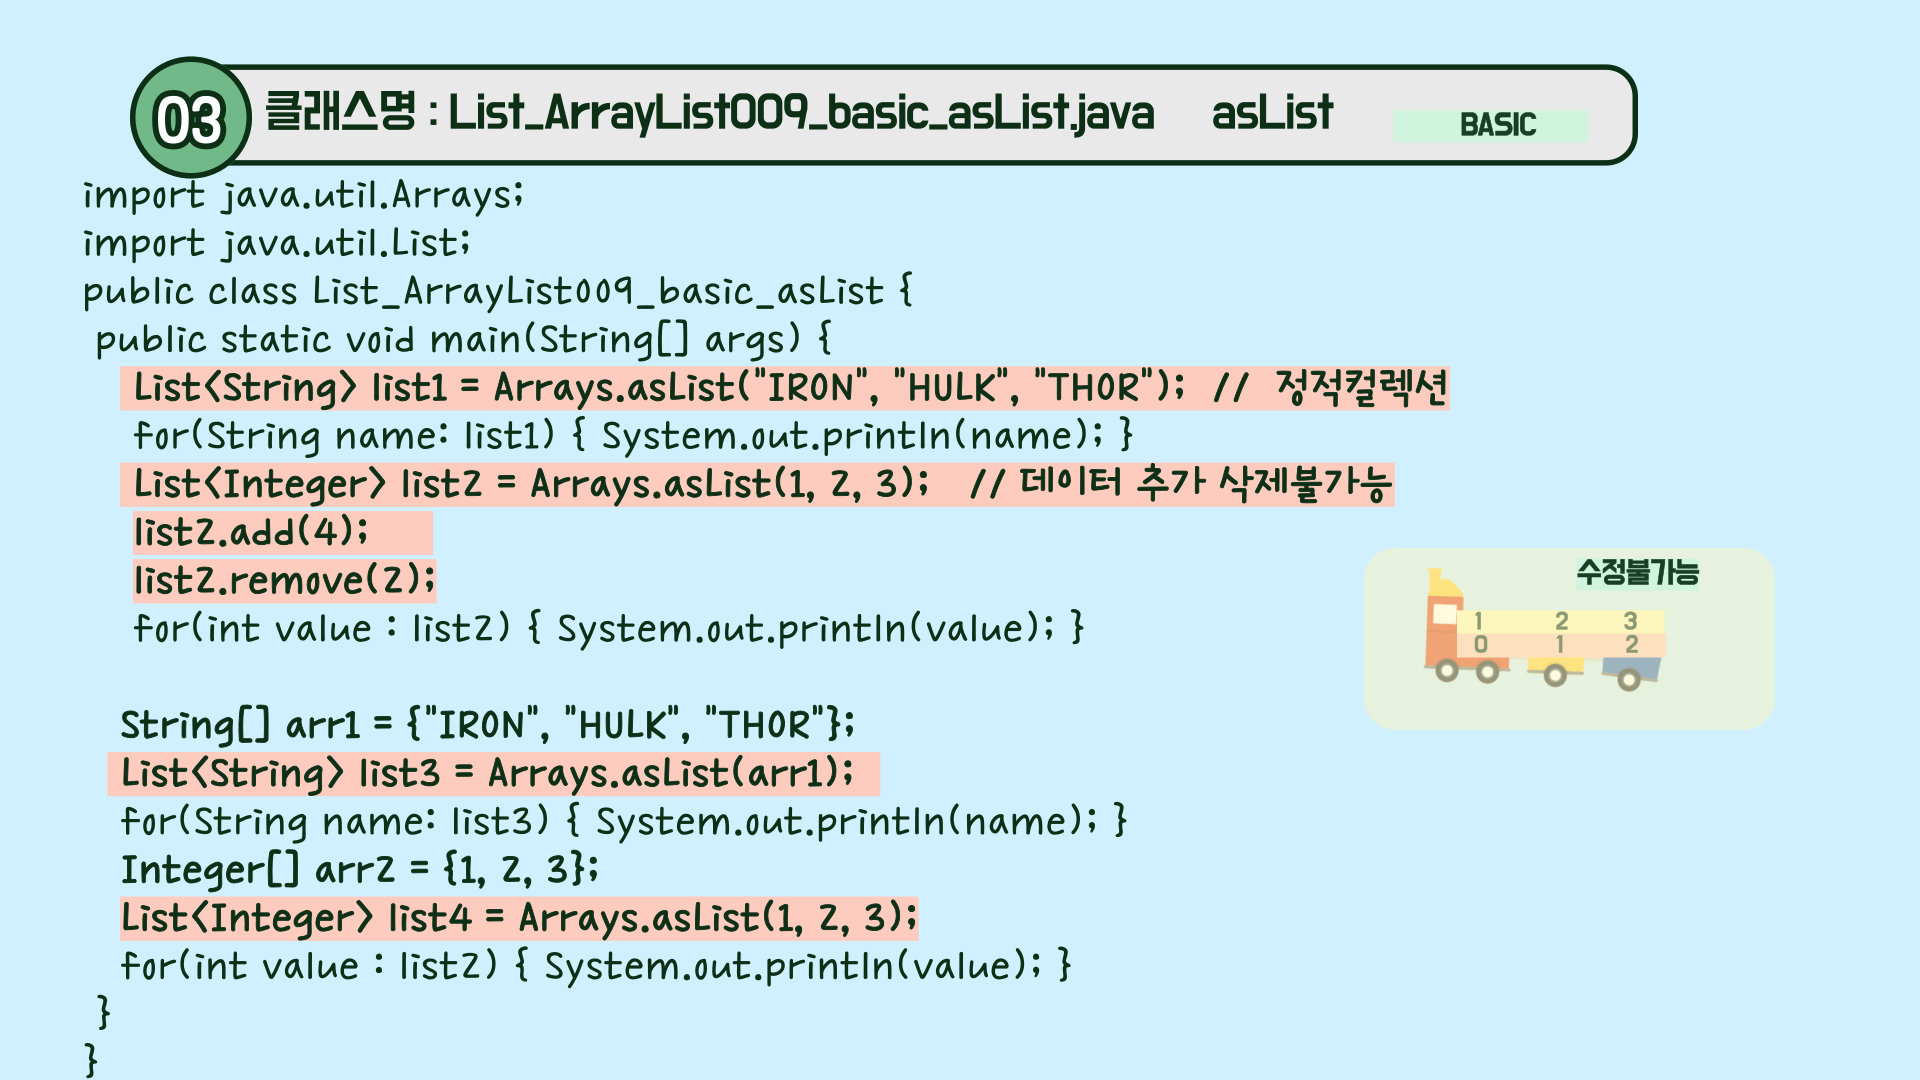 03 클래스명 : List_ArrayList009_basic_asList.java asList BASIC
import java.util.Arrays;
import java.util.List;
public class List_ArrayList009_basic_asList {
public static void main(String[] args) {
List<String> list1 = Arrays.asList("IRON", "HULK", "THOR"); // 정적컬렉션
for(String name: list1) { System.out.println(name); }
List<Integer> list2 = Arrays.asList(1, 2, 3); // 데이터 추가 삭제불가능
list2.add(4);
list2.remove(2);
for(int value : list2) { System.out.println(value); }
수정불가능
1 2 3
0 1 2
String[] arr1 = {"IRON", "HULK", "THOR"};
List<String> list3 = Arrays.asList(arr1);
for(String name: list3) { System.out.println(name); }
Integer[] arr2 = {1, 2, 3};
List<Integer> list4 = Arrays.asList(1, 2, 3);
for(int value : list2) { System.out.println(value); }
}
}